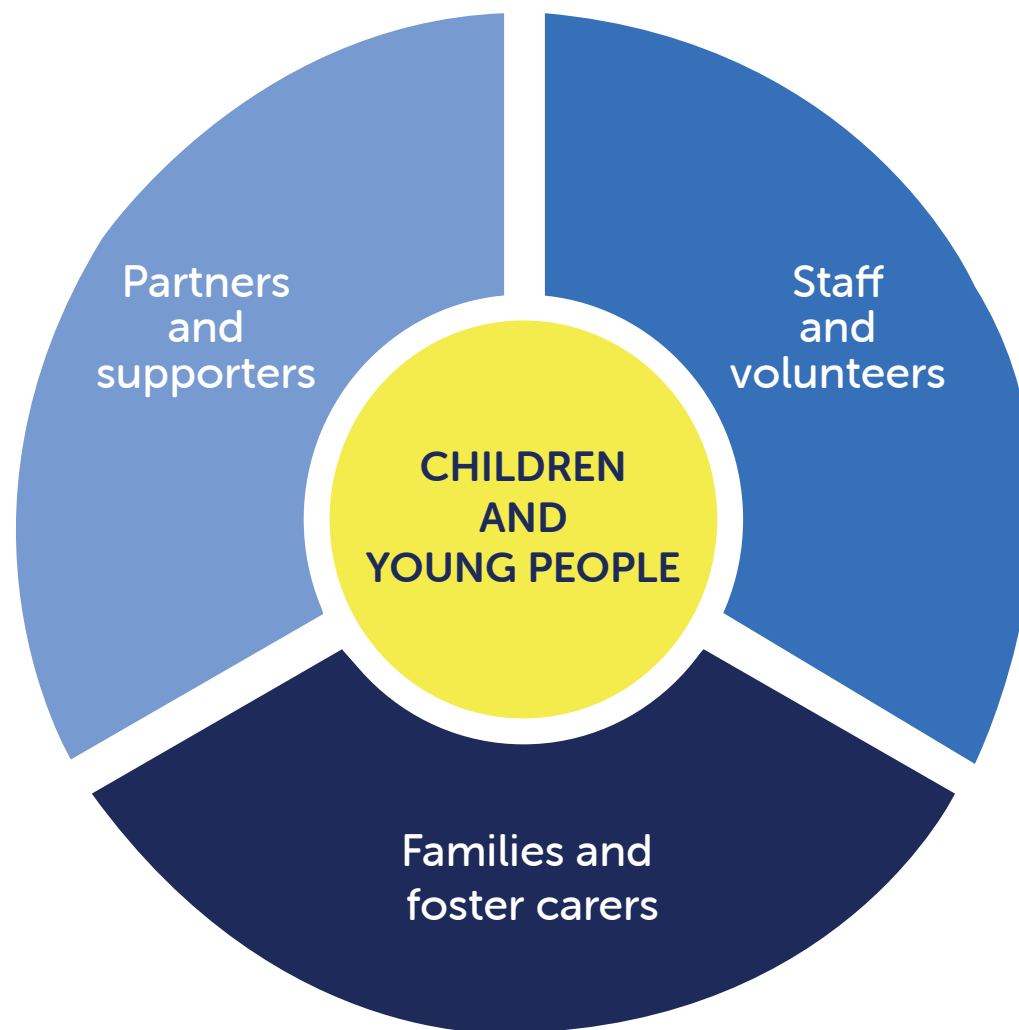 Partners
and
supporters
Staff
and
volunteers
CHILDREN
AND
YOUNG PEOPLE
Families and
foster carers